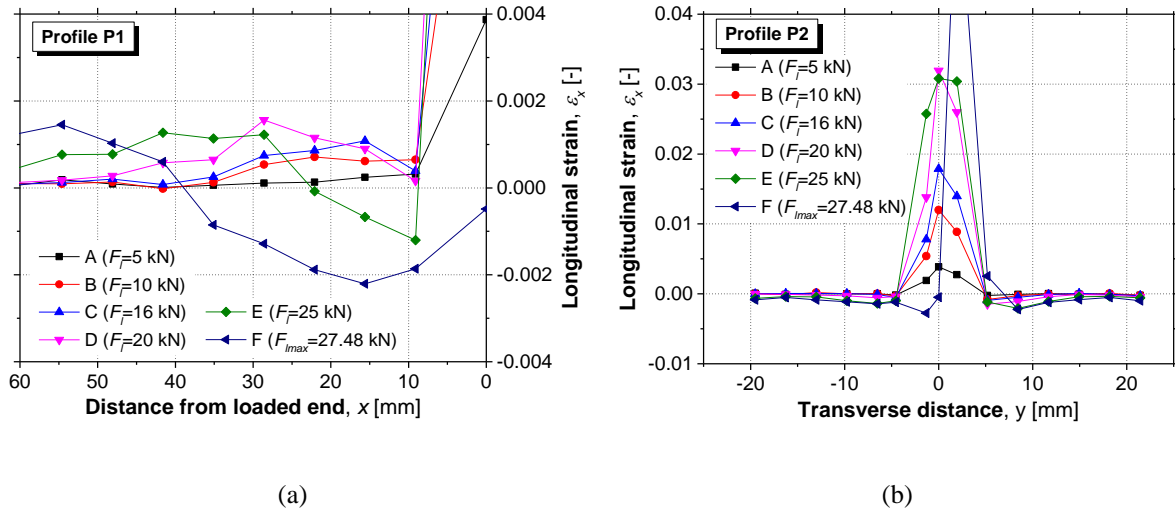 Profile P1
0.004
0.002
0.000
-0.002
-0.004
Longitudinal strain, εx [-]
A (Fl=5 kN)
B (Fl=10 kN)
C (Fl=16 kN)
D (Fl=20 kN)
E (Fl=25 kN)
F (Flmax=27.48 kN)
60 50 40 30 20 10 0
Distance from loaded end, x [mm]
(a)
Profile P2
0.04
0.03
0.02
0.01
0.00
-0.01
Longitudinal strain, εx [-]
A (Fl=5 kN)
B (Fl=10 kN)
C (Fl=16 kN)
D (Fl=20 kN)
E (Fl=25 kN)
F (Flmax=27.48 kN)
-20 -10 0 10 20
Transverse distance, y [mm]
(b)